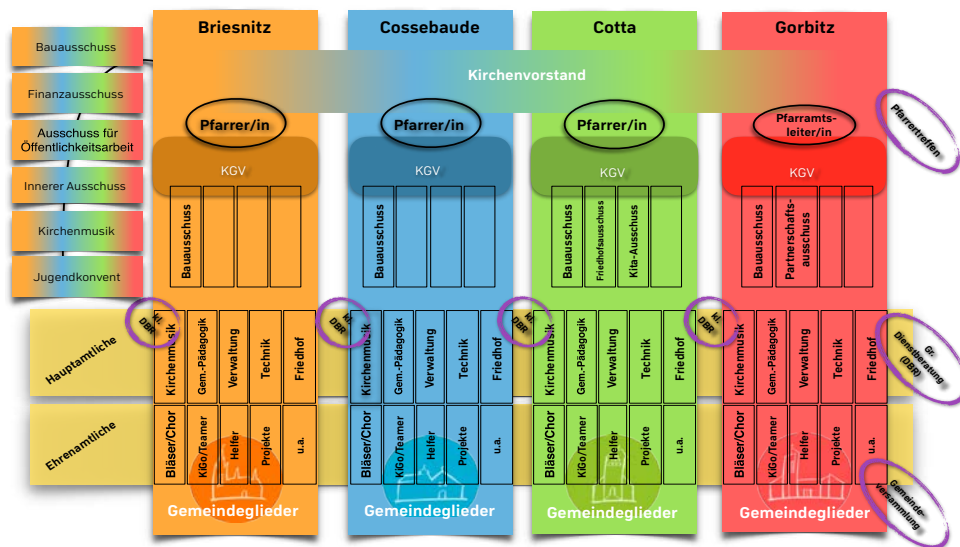 Briesnitz
Cossebaude
Cotta
Gorbitz
Bauausschuss
Finanzausschuss
Ausschuss für
Öffentlichkeitsarbeit
Innerer Ausschuss
Kirchenmusik
Jugendkonvent
Kirchenvorstand
Pfarrer/in
Pfarrer/in
Pfarrer/in
Pfarramts-
leiter/in
Pfarrertreffen
KGV
KGV
KGV
KGV
Bauausschuss
Bauausschuss
Bauausschuss
Friedhofsausschuss
Kita-Ausschuss
Bauausschuss
Partnerschafts-
ausschuss
kl.
DBR
kl.
DBR
kl.
DBR
kl.
DBR
Hauptamtliche
Kirchenmusik
Gem.-Pädagogik
Verwaltung
Technik
Friedhof
Kirchenmusik
Gem.-Pädagogik
Verwaltung
Technik
Friedhof
Kirchenmusik
Gem.-Pädagogik
Verwaltung
Technik
Friedhof
Kirchenmusik
Gem.-Pädagogik
Verwaltung
Technik
Friedhof
Gr.
Dienstberatung
(DBR)
Ehrenamtliche
Bläser/Chor
KiGo/Teamer
Helfer
Projekte
u.a.
Bläser/Chor
KiGo/Teamer
Helfer
Projekte
u.a.
Bläser/Chor
KiGo/Teamer
Helfer
Projekte
u.a.
Bläser/Chor
KiGo/Teamer
Helfer
Projekte
u.a.
Gemeinde-
versammlung
Gemeindeglieder
Gemeindeglieder
Gemeindeglieder
Gemeindeglieder